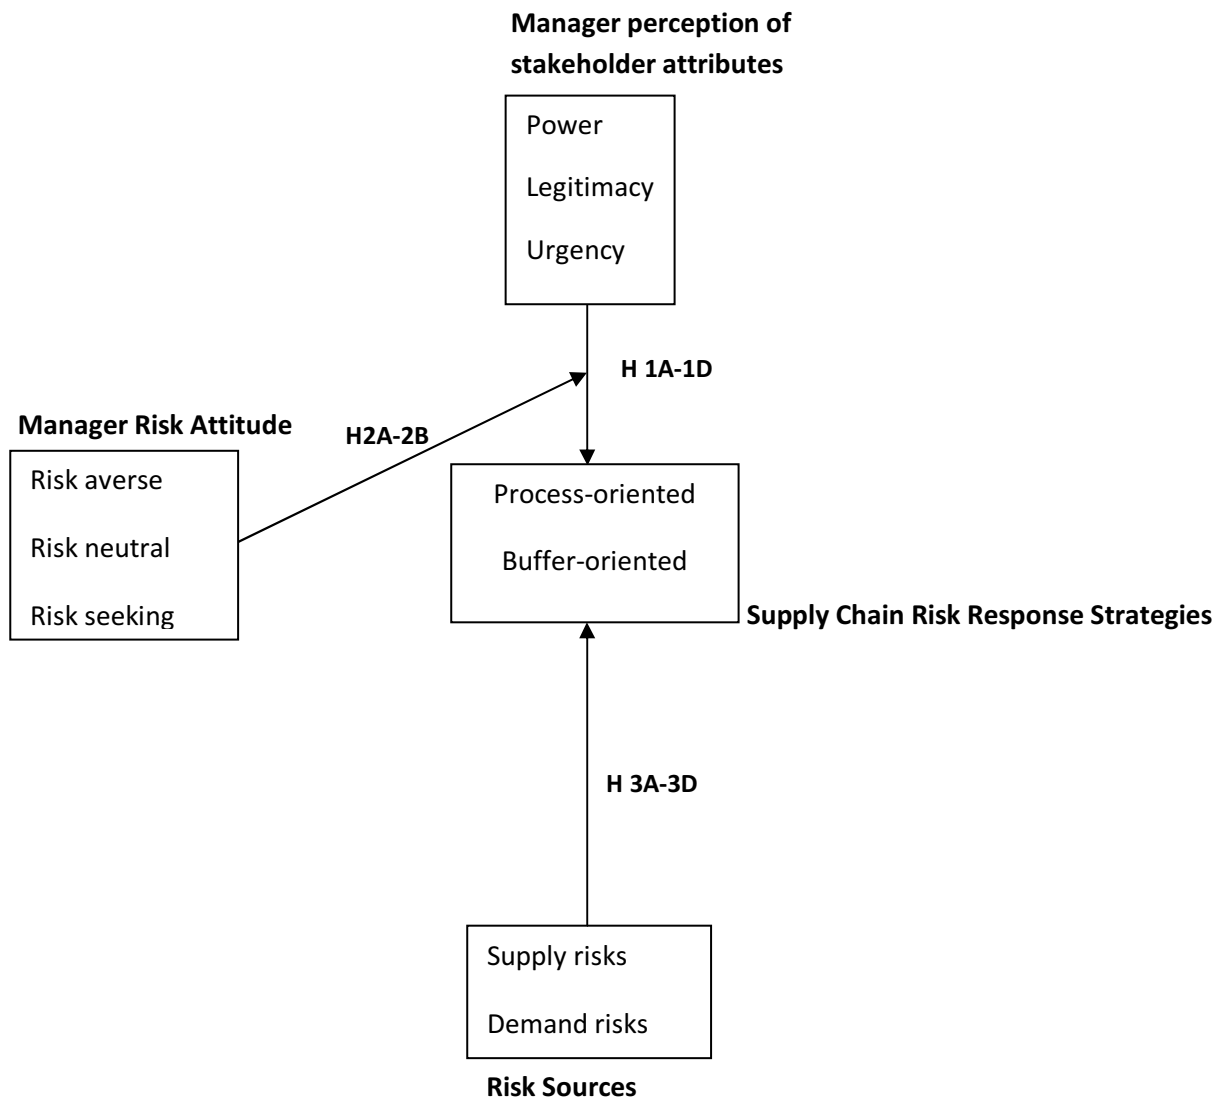 Manager perception of
stakeholder attributes
Power
Legitimacy
Urgency
H 1A-1D
Manager Risk Attitude
H2A-2B
Risk averse
Risk neutral
Risk seeking
Process-oriented
Buffer-oriented
Supply Chain Risk Response Strategies
H 3A-3D
Supply risks
Demand risks
Risk Sources